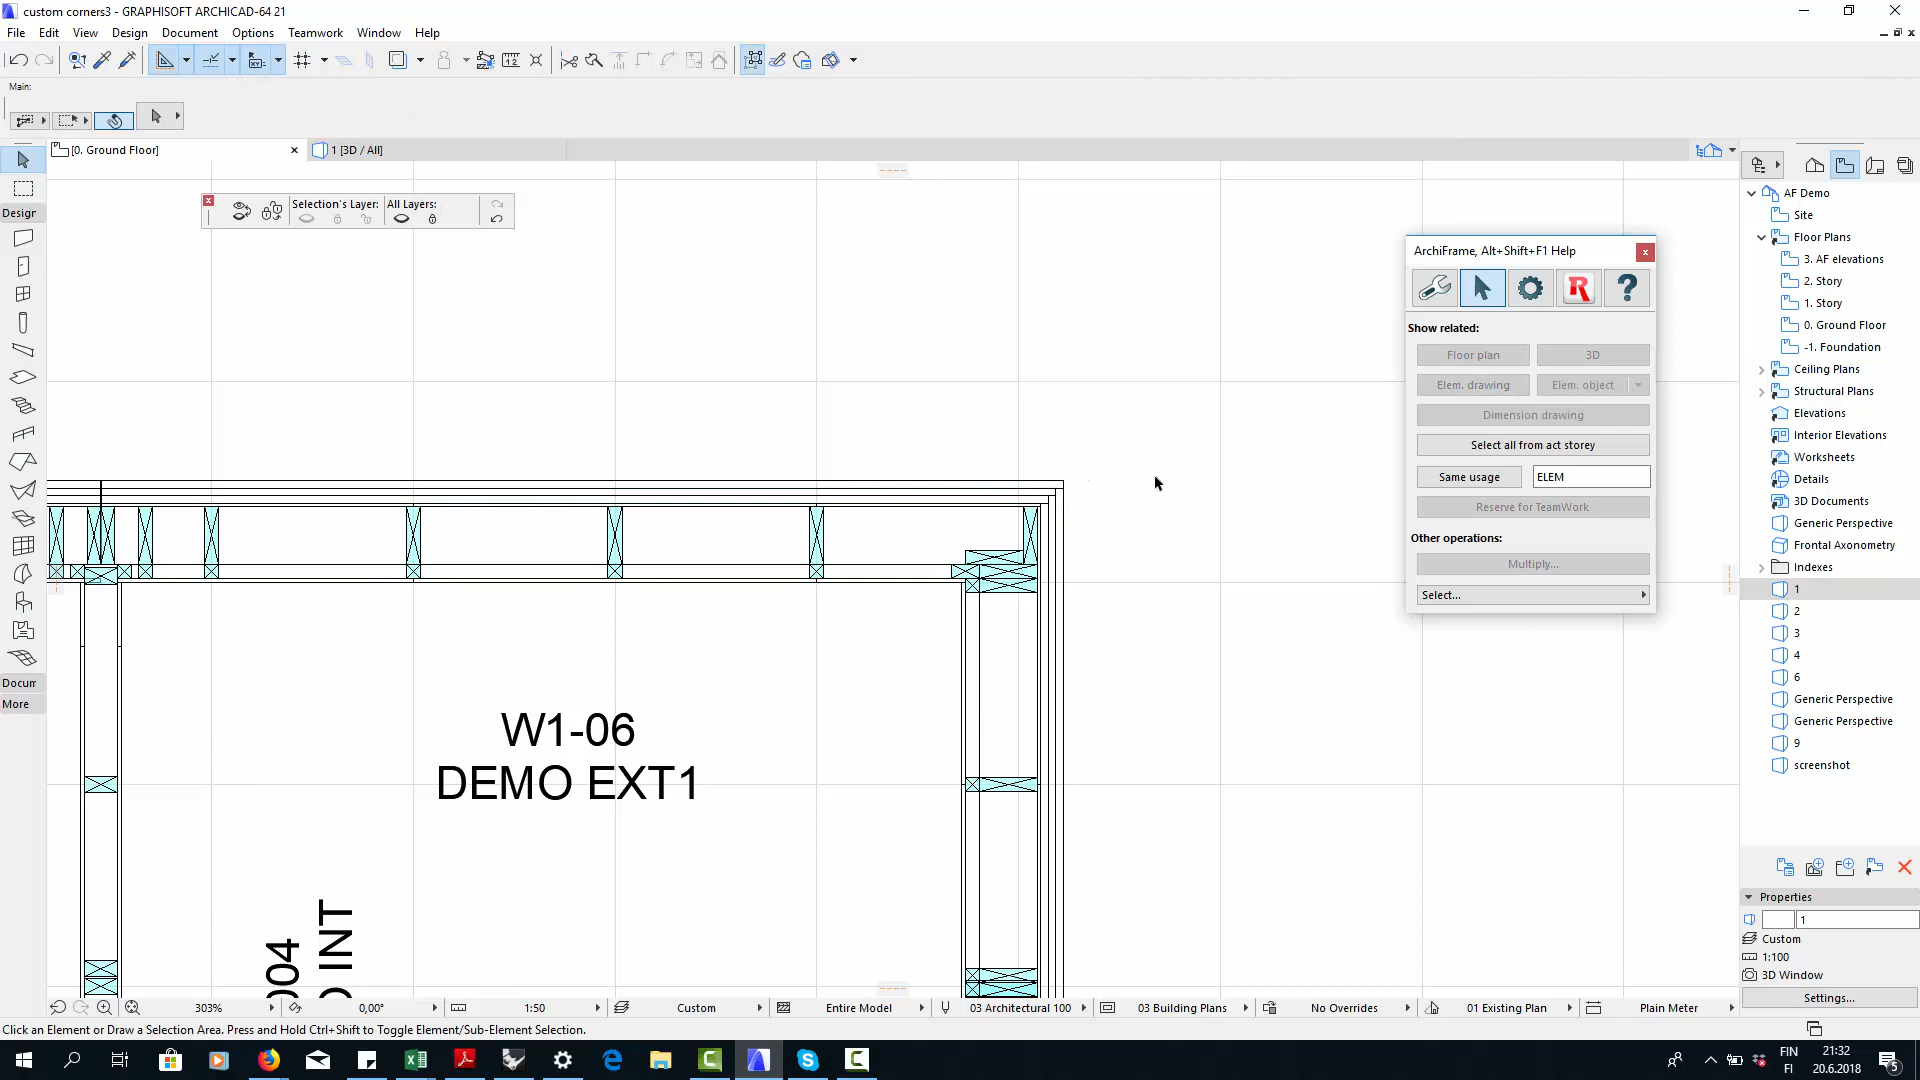 custom corners3 - GRAPHISOFT ARCHICAD-64 21
File Edit View Design Document Options Teamwork Window Help
Main:
[0. Ground Floor]
1 [3D / All]
Selection's Layer: All Layers:
ArchiFrame, Alt+Shift+F1 Help
Show related:
Floor plan 3D
Elem. drawing Elem. object
Dimension drawing
Select all from act storey
Same usage ELEM
Reserve for TeamWork
Other operations:
Multiply...
Select...
Design
Docum
More
W1-06
DEMO EXT1
004
O INT
AF Demo
Site
Floor Plans
3. AF elevations
2. Story
1. Story
0. Ground Floor
-1. Foundation
Ceiling Plans
Structural Plans
Elevations
Interior Elevations
Worksheets
Details
3D Documents
Generic Perspective
Frontal Axonometry
Indexes
1
2
3
4
6
Generic Perspective
Generic Perspective
9
screenshot
Properties
1
Custom
1:100
3D Window
Settings...
303% 0,00° 1:50 Custom Entire Model 03 Architectural 100 03 Building Plans No Overrides 01 Existing Plan Plain Meter
Click an Element or Draw a Selection Area. Press and Hold Ctrl+Shift to Toggle Element/Sub-Element Selection.
FIN
FI
21:32
20.6.2018
5